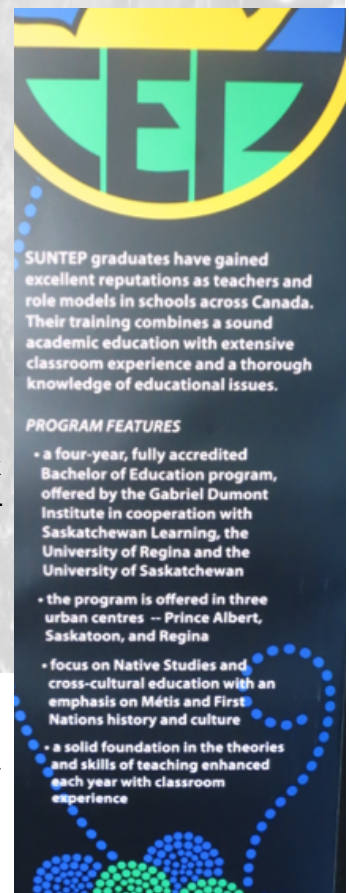 TEP
SUNTEP graduates have gained
excellent reputations as teachers and
role models in schools across Canada.
Their training combines a sound
academic education with extensive
classroom experience and a thorough
knowledge of educational issues.
PROGRAM FEATURES
• a four-year, fully accredited
Bachelor of Education program,
offered by the Gabriel Dumont
Institute in cooperation with
Saskatchewan Learning, the
University of Regina and the
University of Saskatchewan
• the program is offered in three
urban centres -- Prince Albert,
Saskatoon, and Regina
• focus on Native Studies and
cross-cultural education with an
emphasis on Métis and First
Nations history and culture
• a solid foundation in the theories
and skills of teaching enhanced
each year with classroom
experience